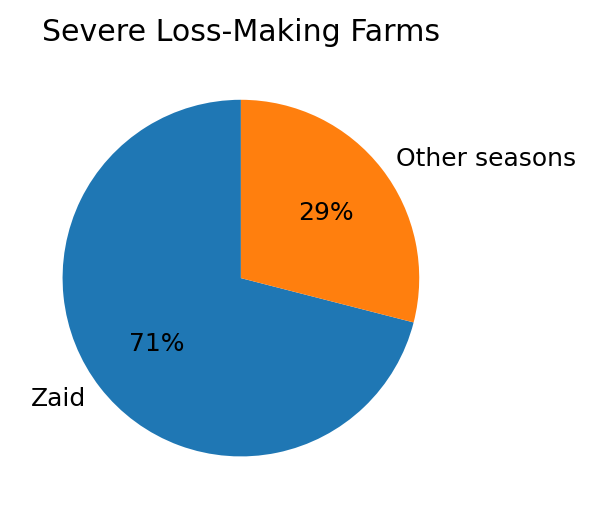 Severe Loss-Making Farms
Other seasons
29%
71%
Zaid